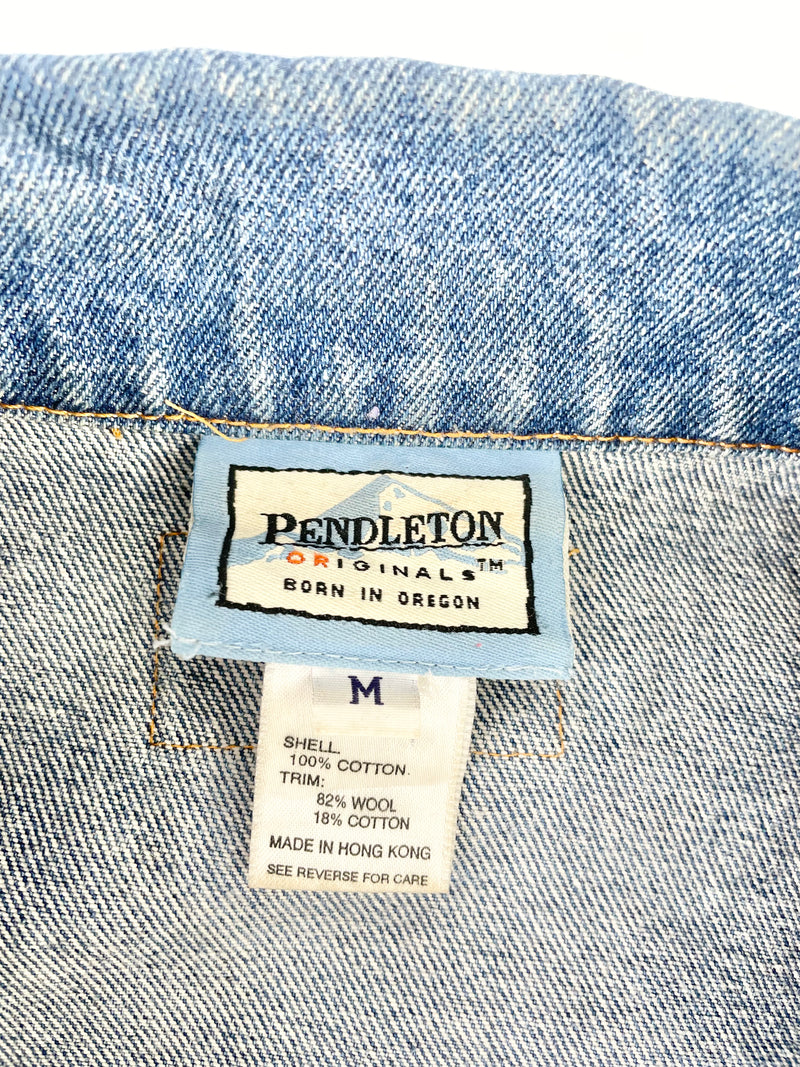 PENDLETON
ORIGINALS™
BORN IN OREGON
M
SHELL.
100% COTTON.
TRIM:
82% WOOL
18% COTTON
MADE IN HONG KONG
SEE REVERSE FOR CARE